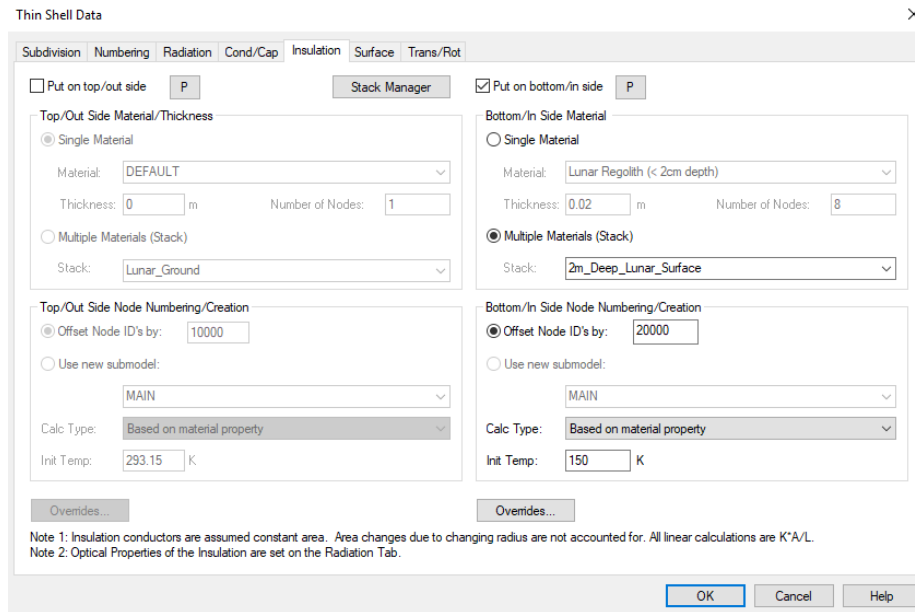 Thin Shell Data
Subdivision Numbering Radiation Cond/Cap Insulation Surface Trans/Rot
Put on top/out side P Stack Manager Put on bottom/in side P
Top/Out Side Material/Thickness
Single Material
Material: DEFAULT
Thickness: 0 m Number of Nodes: 1
Multiple Materials (Stack)
Stack: Lunar_Ground
Bottom/In Side Material
Single Material
Material: Lunar Regolith (< 2cm depth)
Thickness: 0.02 m Number of Nodes: 8
Multiple Materials (Stack)
Stack: 2m_Deep_Lunar_Surface
Top/Out Side Node Numbering/Creation
Offset Node ID's by: 10000
Use new submodel:
MAIN
Calc Type: Based on material property
Init Temp: 293.15 K
Overrides...
Bottom/In Side Node Numbering/Creation
Offset Node ID's by: 20000
Use new submodel:
MAIN
Calc Type: Based on material property
Init Temp: 150 K
Overrides...
Note 1: Insulation conductors are assumed constant area. Area changes due to changing radius are not accounted for. All linear calculations are K*A/L.
Note 2: Optical Properties of the Insulation are set on the Radiation Tab.
OK Cancel Help